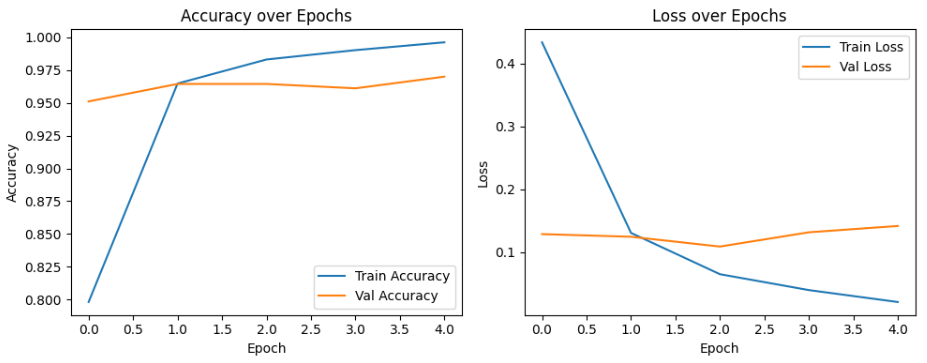 Accuracy over Epochs
1.000
0.975
0.950
0.925
0.900
0.875
0.850
0.825
0.800
Accuracy
Train Accuracy
Val Accuracy
0.0 0.5 1.0 1.5 2.0 2.5 3.0 3.5 4.0
Epoch
Loss over Epochs
0.4
0.3
0.2
0.1
Loss
Train Loss
Val Loss
0.0 0.5 1.0 1.5 2.0 2.5 3.0 3.5 4.0
Epoch